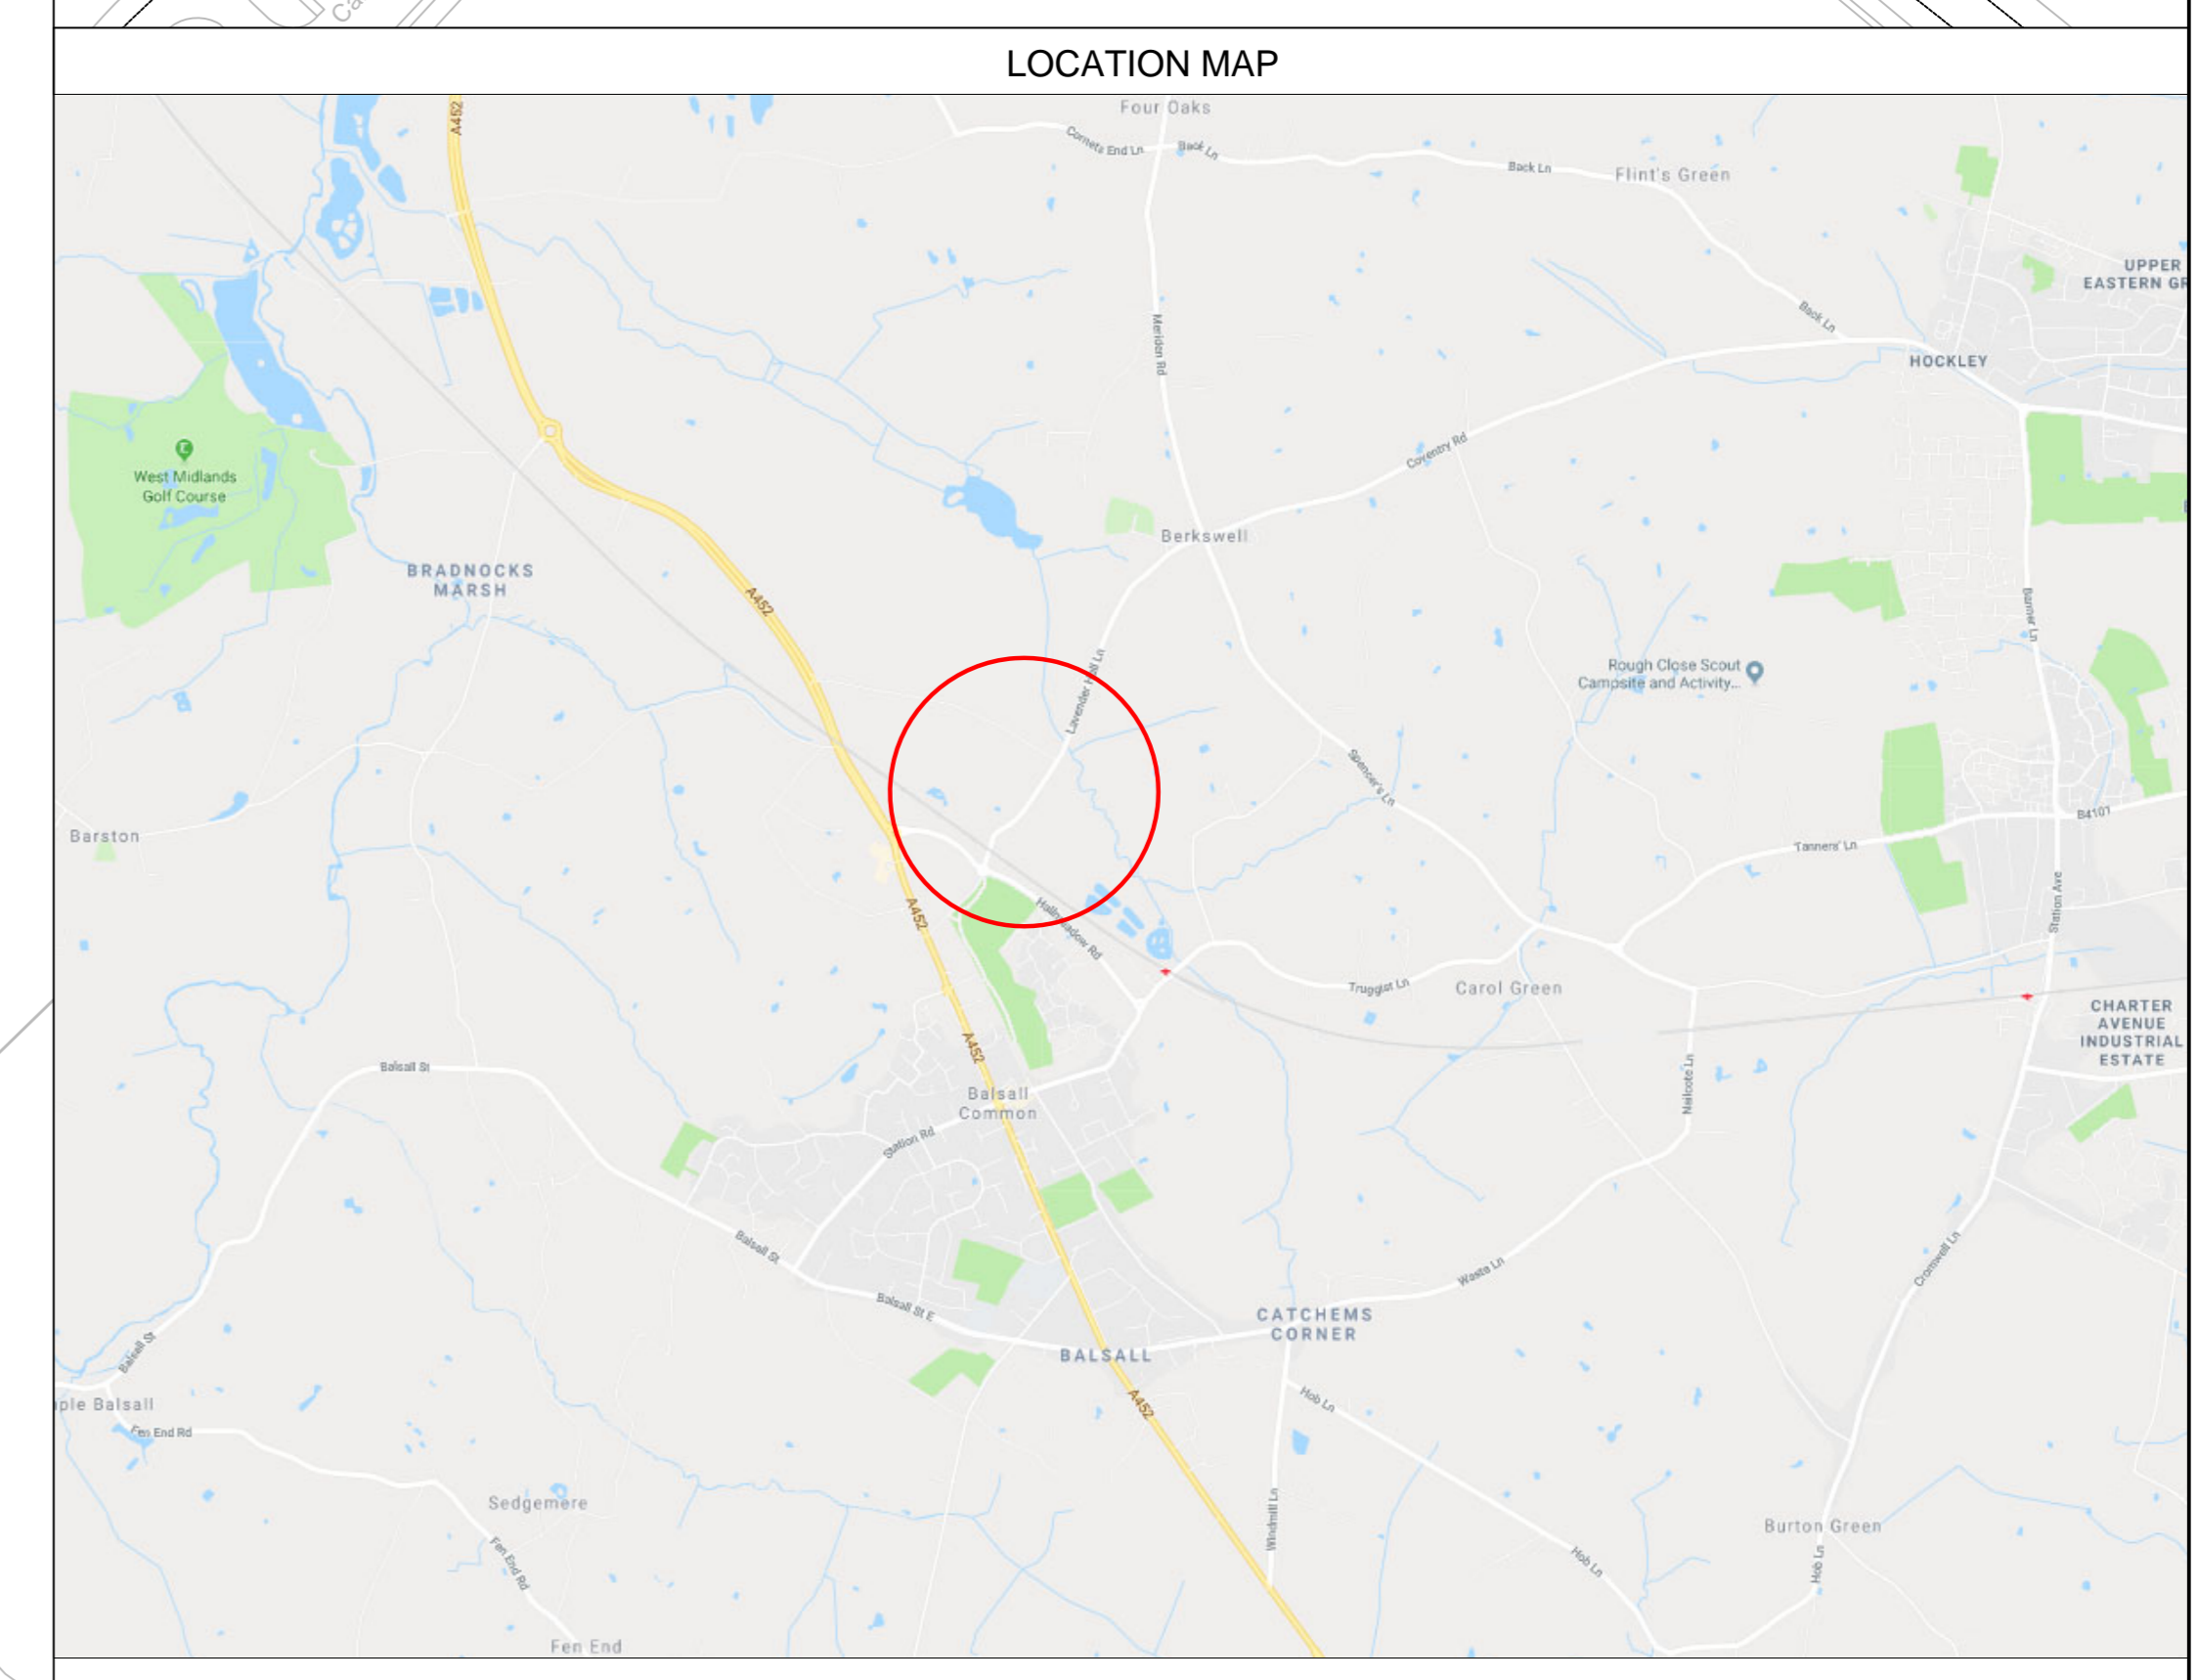 LOCATION MAP
A452
Four Oaks
Cornets End Ln
Back Ln
Back Ln
Flint's Green
UPPER
EASTERN GR
Back Ln
Meriden Rd
HOCKLEY
Coventry Rd
West Midlands
Golf Course
Berkswell
BRADNOCKS
MARSH
A452
Banner Ln
Rough Close Scout
Campsite and Activity...
Lavender Hall Ln
Spencer's Ln
B4101
Barston
Tanners' Ln
Station Ave
A452
Hallmeadow Rd
Truggist Ln
Carol Green
CHARTER
AVENUE
INDUSTRIAL
ESTATE
A452
Balsall St
Nailcote Ln
Balsall
Common
Station Rd
Balsall St
Cromwell Ln
Waste Ln
Balsall St E
CATCHEMS
CORNER
Balsall St
BALSALL
Hob Ln
A452
ple Balsall
Fen End Rd
Sedgemere
Windmill Ln
Burton Green
Fen End Rd
Hob Ln
Hob Ln
Fen End